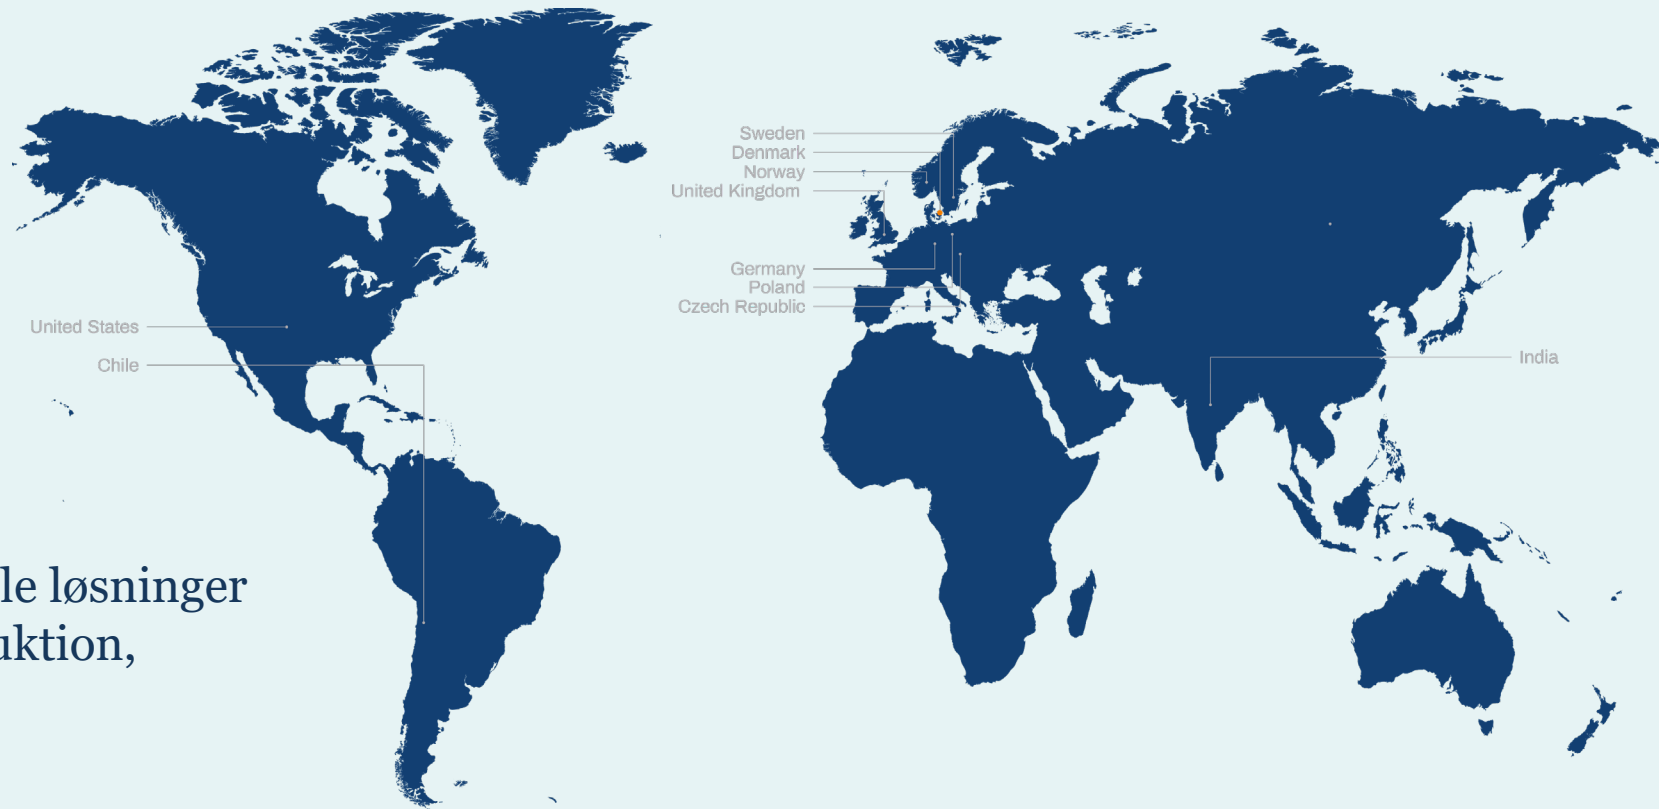 Sweden
Denmark
Norway
United Kingdom
Germany
Poland
Czech Republic
United States
Chile
India
le løsninger
uktion,